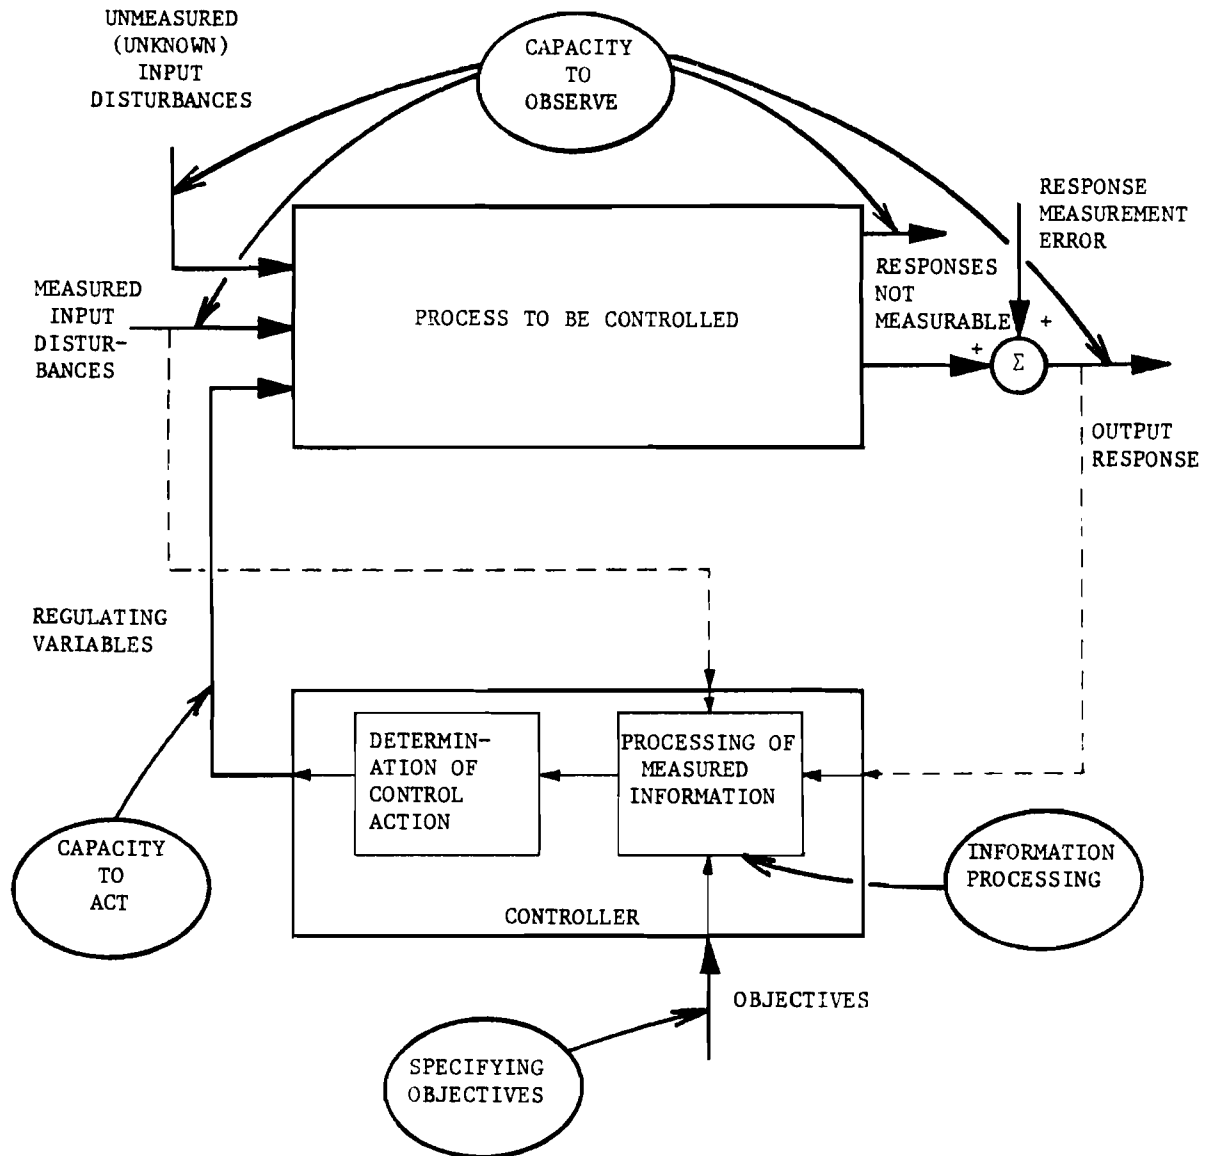 UNMEASURED
(UNKNOWN)
INPUT
DISTURBANCES
CAPACITY
TO
OBSERVE
RESPONSE
MEASUREMENT
ERROR
MEASURED
INPUT
DISTUR-
BANCES
PROCESS TO BE CONTROLLED
RESPONSES
NOT
MEASURABLE
+
+
Σ
OUTPUT
RESPONSE
REGULATING
VARIABLES
DETERMIN-
ATION OF
CONTROL
ACTION
PROCESSING OF
MEASURED
INFORMATION
CAPACITY
TO
ACT
INFORMATION
PROCESSING
CONTROLLER
OBJECTIVES
SPECIFYING
OBJECTIVES